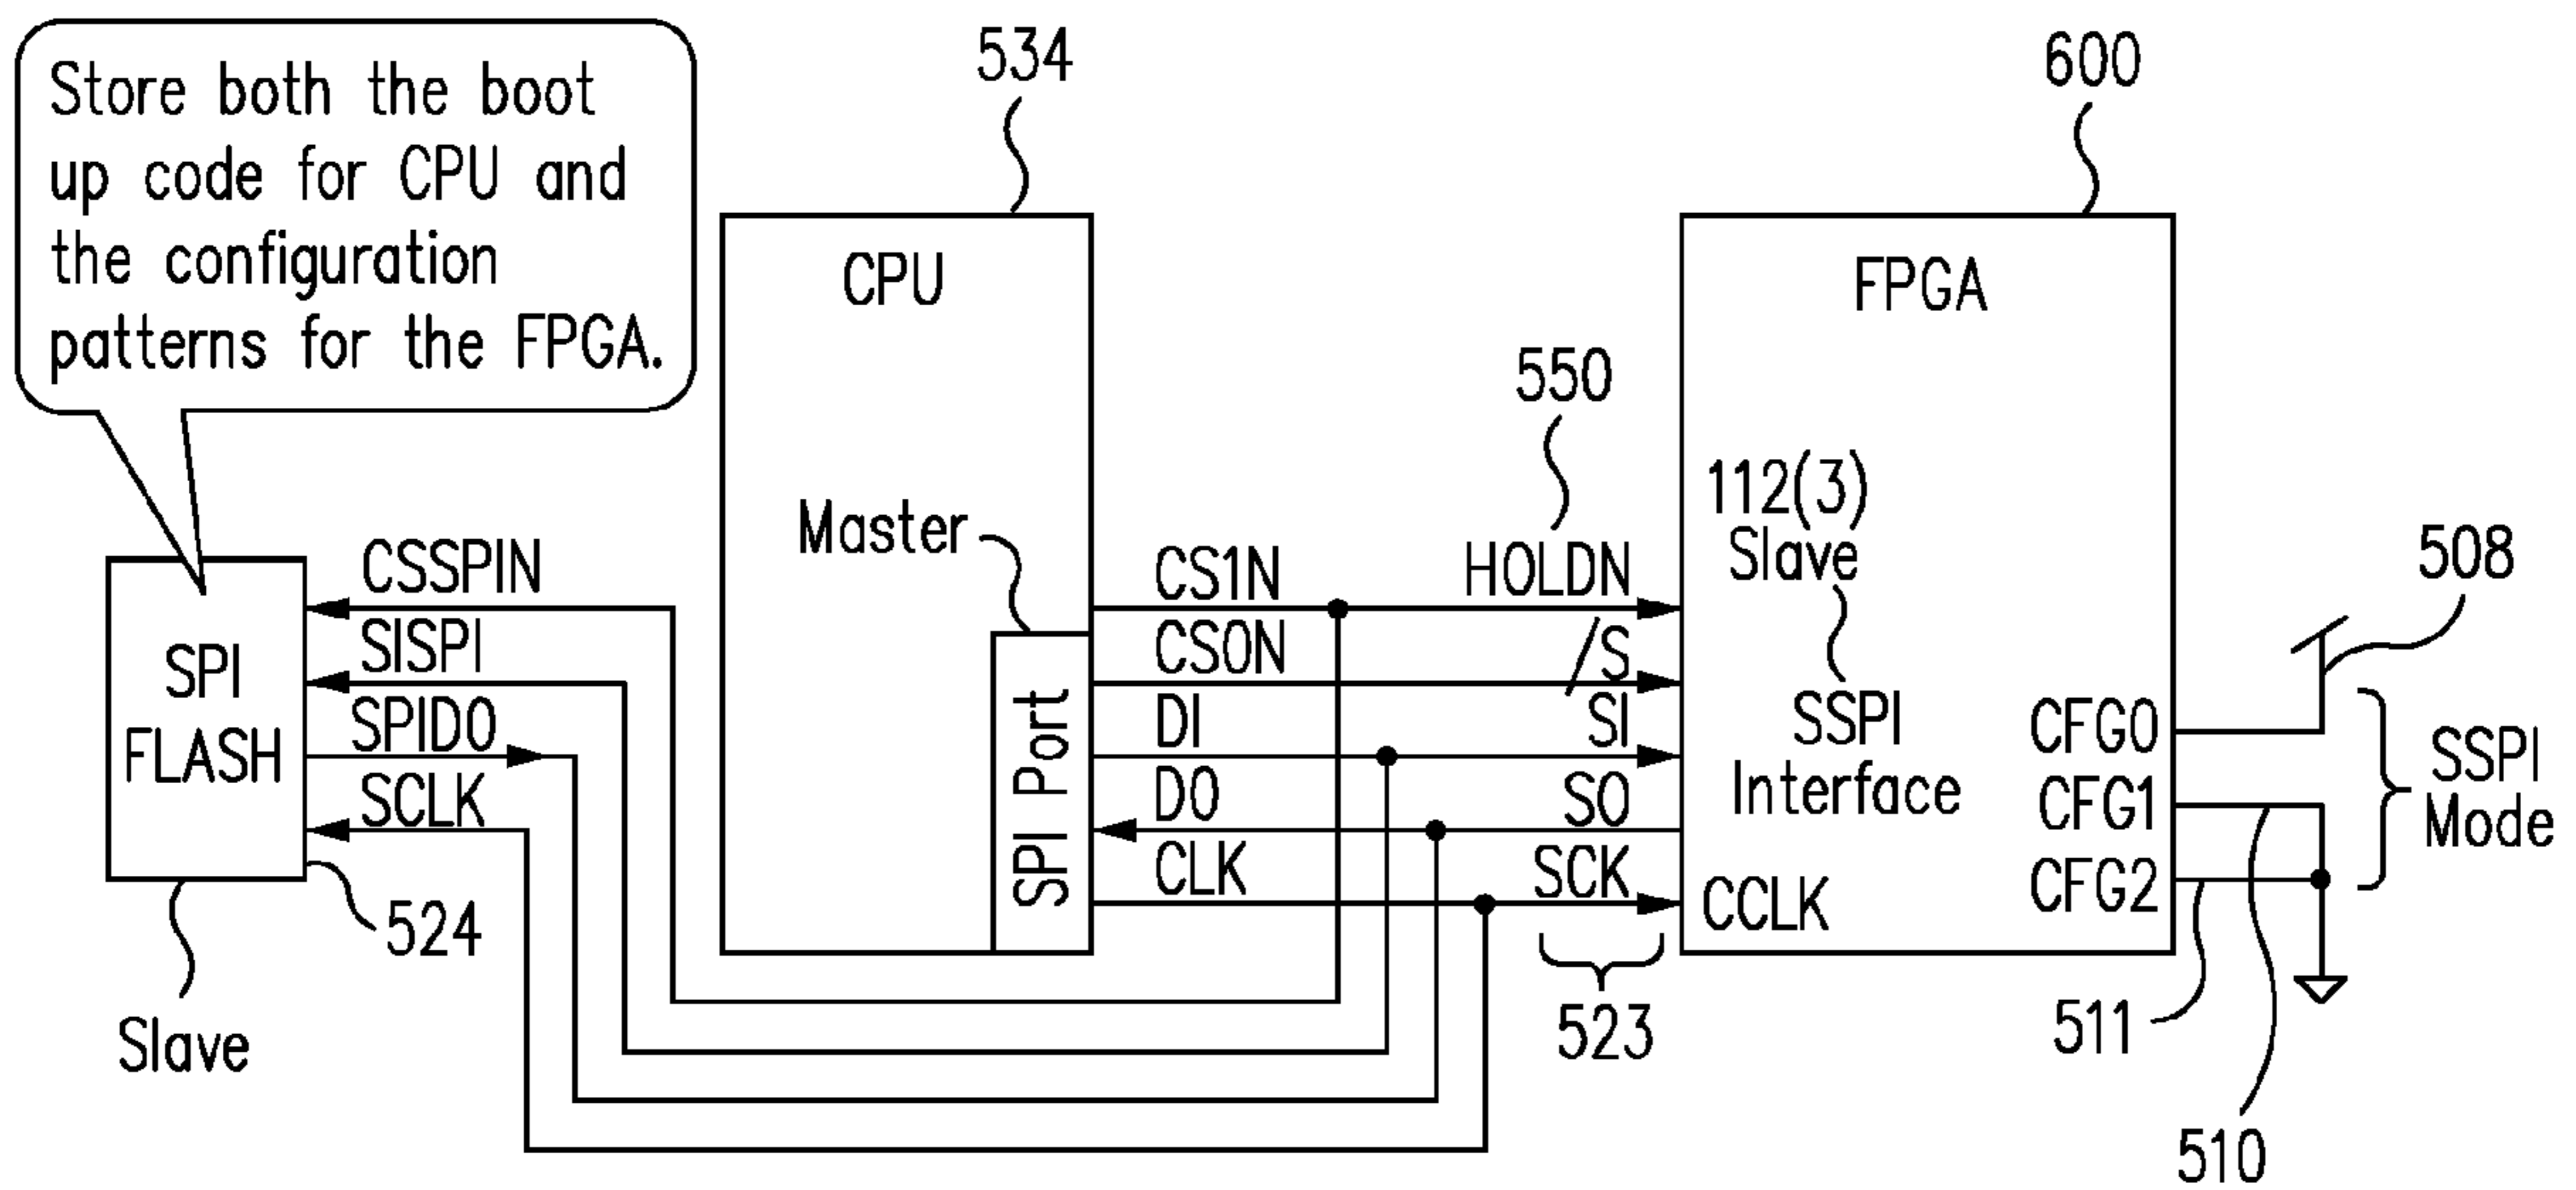 Store both the boot
up code for CPU and
the configuration
patterns for the FPGA.
534
600
CPU
FPGA
550
112(3)
Slave
Master
508
CSSPIN
CS1N
HOLDN
SISPI
CS0N
/S
SPI
FLASH
SPI Port
DI
SI
SSPI
Interface
CFG0
SSPI
Mode
SPID0
DO
SO
CFG1
SCLK
CLK
SCK
CCLK
CFG2
524
523
511
Slave
510